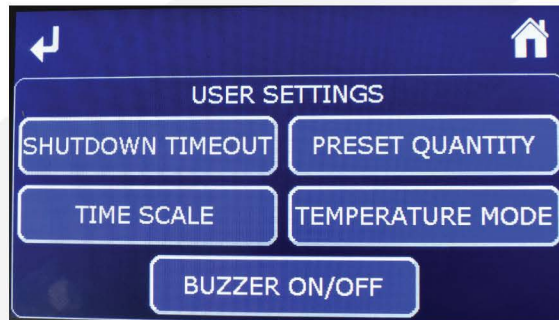 USER SETTINGS
SHUTDOWN TIMEOUT
PRESET QUANTITY
TIME SCALE
TEMPERATURE MODE
BUZZER ON/OFF